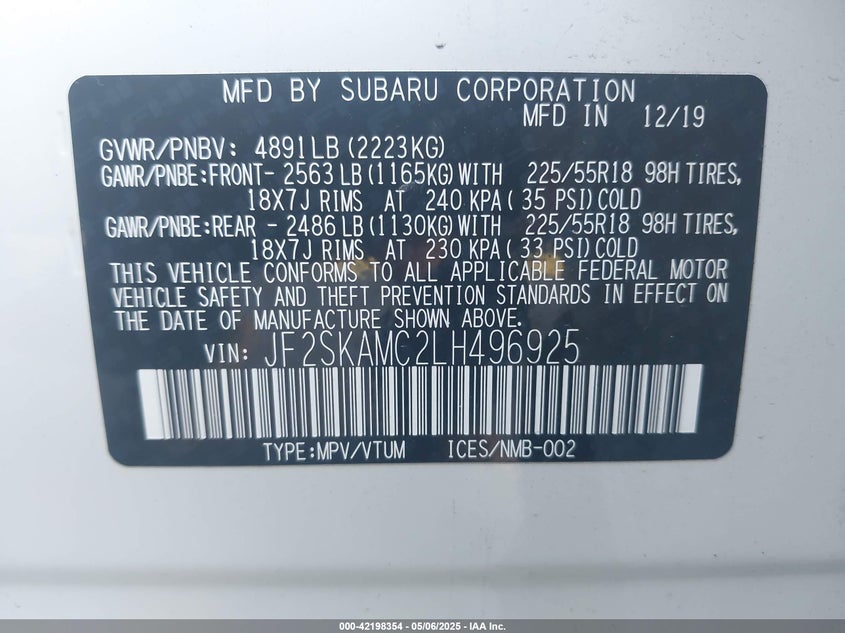 MFD BY SUBARU CORPORATION
MFD IN 12/19
GVWR/PNBV: 4891LB (2223KG)
GAWR/PNBE:FRONT- 2563 LB (1165KG) WITH 225/55R18 98H TIRES,
18X7J RIMS AT 240 KPA ( 35 PSI) COLD
GAWR/PNBE:REAR - 2486 LB (1130KG) WITH 225/55R18 98H TIRES,
18X7J RIMS AT 230 KPA ( 33 PSI) COLD
THIS VEHICLE CONFORMS TO ALL APPLICABLE FEDERAL MOTOR
VEHICLE SAFETY AND THEFT PREVENTION STANDARDS IN EFFECT ON
THE DATE OF MANUFACTURE SHOWN ABOVE.
VIN: JF2SKAMC2LH496925
TYPE:MPV/VTUM ICES/NMB-002
000-42198354 — 05/06/2025 - IAA Inc.